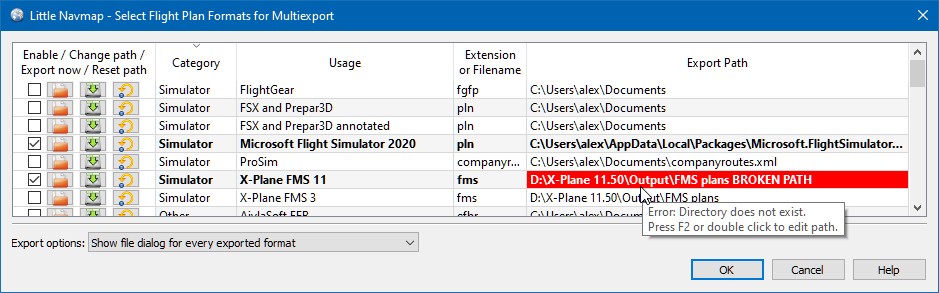 Little Navmap - Select Flight Plan Formats for Multiexport
Enable / Change path /
Export now / Reset path
Category
Usage
Extension
or Filename
Export Path
Simulator FlightGear fgfp C:\Users\alex\Documents
Simulator FSX and Prepar3D pln C:\Users\alex\Documents
Simulator FSX and Prepar3D annotated pln C:\Users\alex\Documents
Simulator Microsoft Flight Simulator 2020 pln C:\Users\alex\AppData\Local\Packages\Microsoft.FlightSimulator...
Simulator ProSim companyr... C:\Users\alex\Documents\companyroutes.xml
Simulator X-Plane FMS 11 fms D:\X-Plane 11.50\Output\FMS plans BROKEN PATH
Simulator X-Plane FMS 3 fms D:\X-Plane 11.50\Output\FMS plans
Other
Error: Directory does not exist.
Press F2 or double click to edit path.
Export options: Show file dialog for every exported format
OK Cancel Help